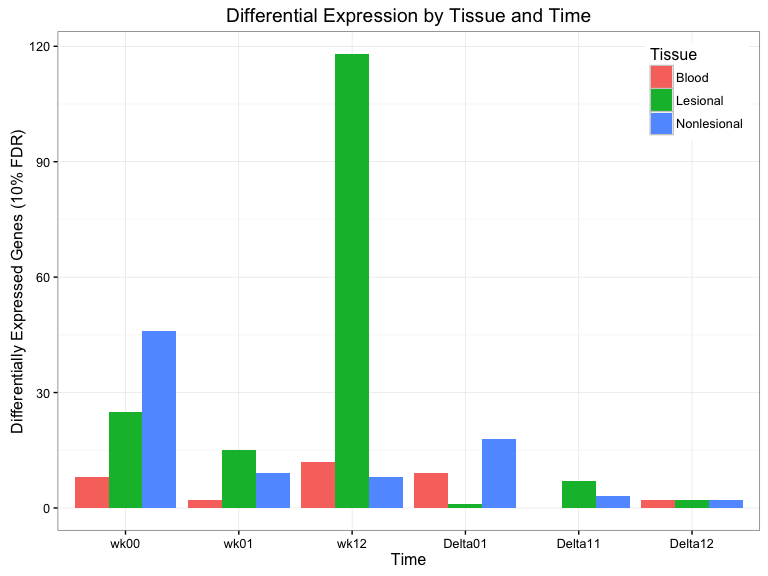 Differential Expression by Tissue and Time
Differentially Expressed Genes (10% FDR)
120
90
60
30
0
Tissue
Blood
Lesional
Nonlesional
wk00 wk01 wk12 Delta01 Delta11 Delta12
Time